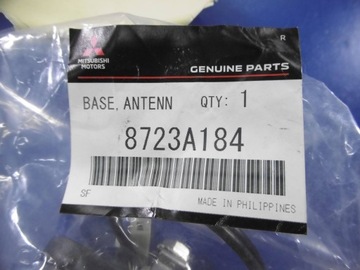 R
MITSUBISHI
MOTORS
GENUINE PARTS
BASE, ANTENN QTY: 1
8723A184
SF
MADE IN PHILIPPINES